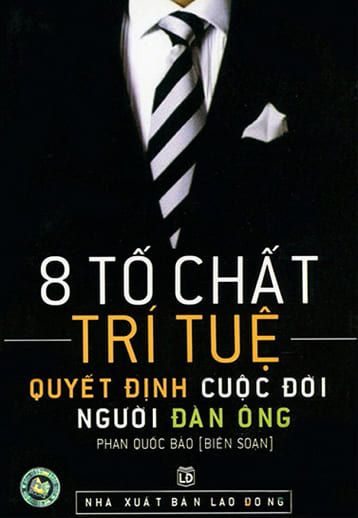 8 TỐ CHẤT
TRÍ TUỆ
QUYẾT ĐỊNH CUỘC ĐỜI
NGƯỜI ĐÀN ÔNG
PHAN QUỐC BẢO [BIÊN SOẠN]
LĐ
NHÀ XUẤT BẢN LAO ĐỘNG